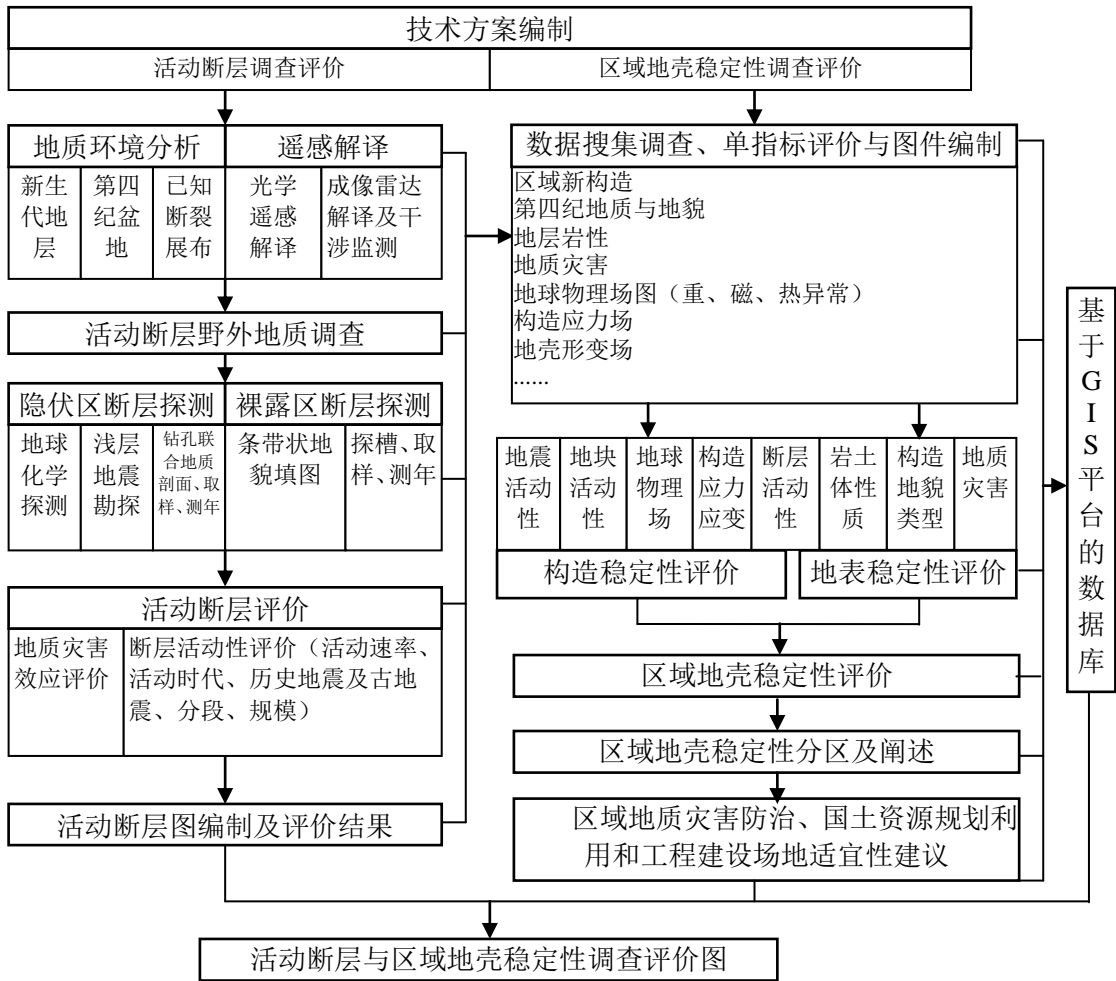 技术方案编制
活动断层调查评价
区域地壳稳定性调查评价
地质环境分析
遥感解译
新生
代地
层
第四
纪盆
地
已知
断裂
展布
光学
遥感
解译
成像雷达
解译及干
涉监测
活动断层野外地质调查
隐伏区断层探测
裸露区断层探测
地球
化学
探测
浅层
地震
勘探
钻孔联
合地质
剖面、取
样、测年
条带状地
貌填图
探槽、取
样、测年
活动断层评价
地质灾害
效应评价
断层活动性评价（活动速率、
活动时代、历史地震及古地
震、分段、规模）
活动断层图编制及评价结果
数据搜集调查、单指标评价与图件编制
区域新构造
第四纪地质与地貌
地层岩性
地质灾害
地球物理场图（重、磁、热异常）
构造应力场
地壳形变场
......
地震
活动
性
地块
活动
性
地球
物理
场
构造
应力
应变
断层
活动
性
岩土
体性
质
构造
地貌
类型
地质
灾害
构造稳定性评价
地表稳定性评价
区域地壳稳定性评价
区域地壳稳定性分区及阐述
区域地质灾害防治、国土资源规划利
用和工程建设场地适宜性建议
基
于
G
I
S
平
台
的
数
据
库
活动断层与区域地壳稳定性调查评价图